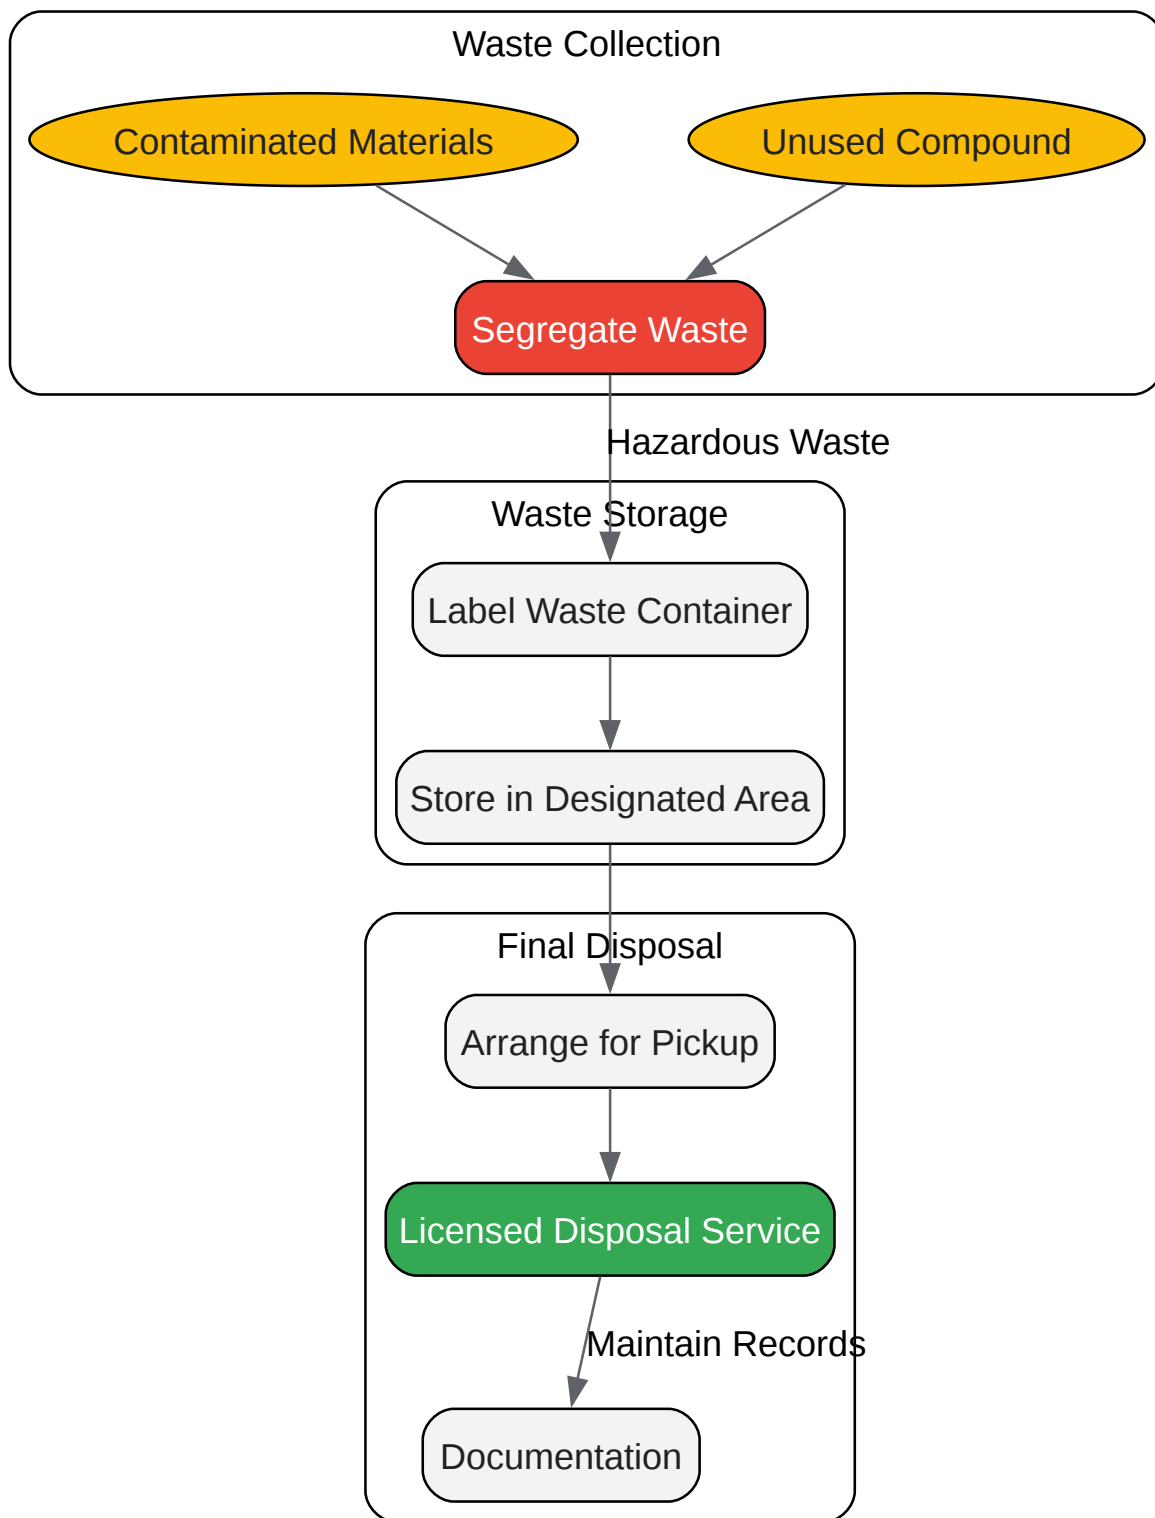 Waste Collection
Contaminated Materials
Unused Compound
Segregate Waste
Hazardous Waste
Waste Storage
Label Waste Container
Store in Designated Area
Final Disposal
Arrange for Pickup
Licensed Disposal Service
Maintain Records
Documentation